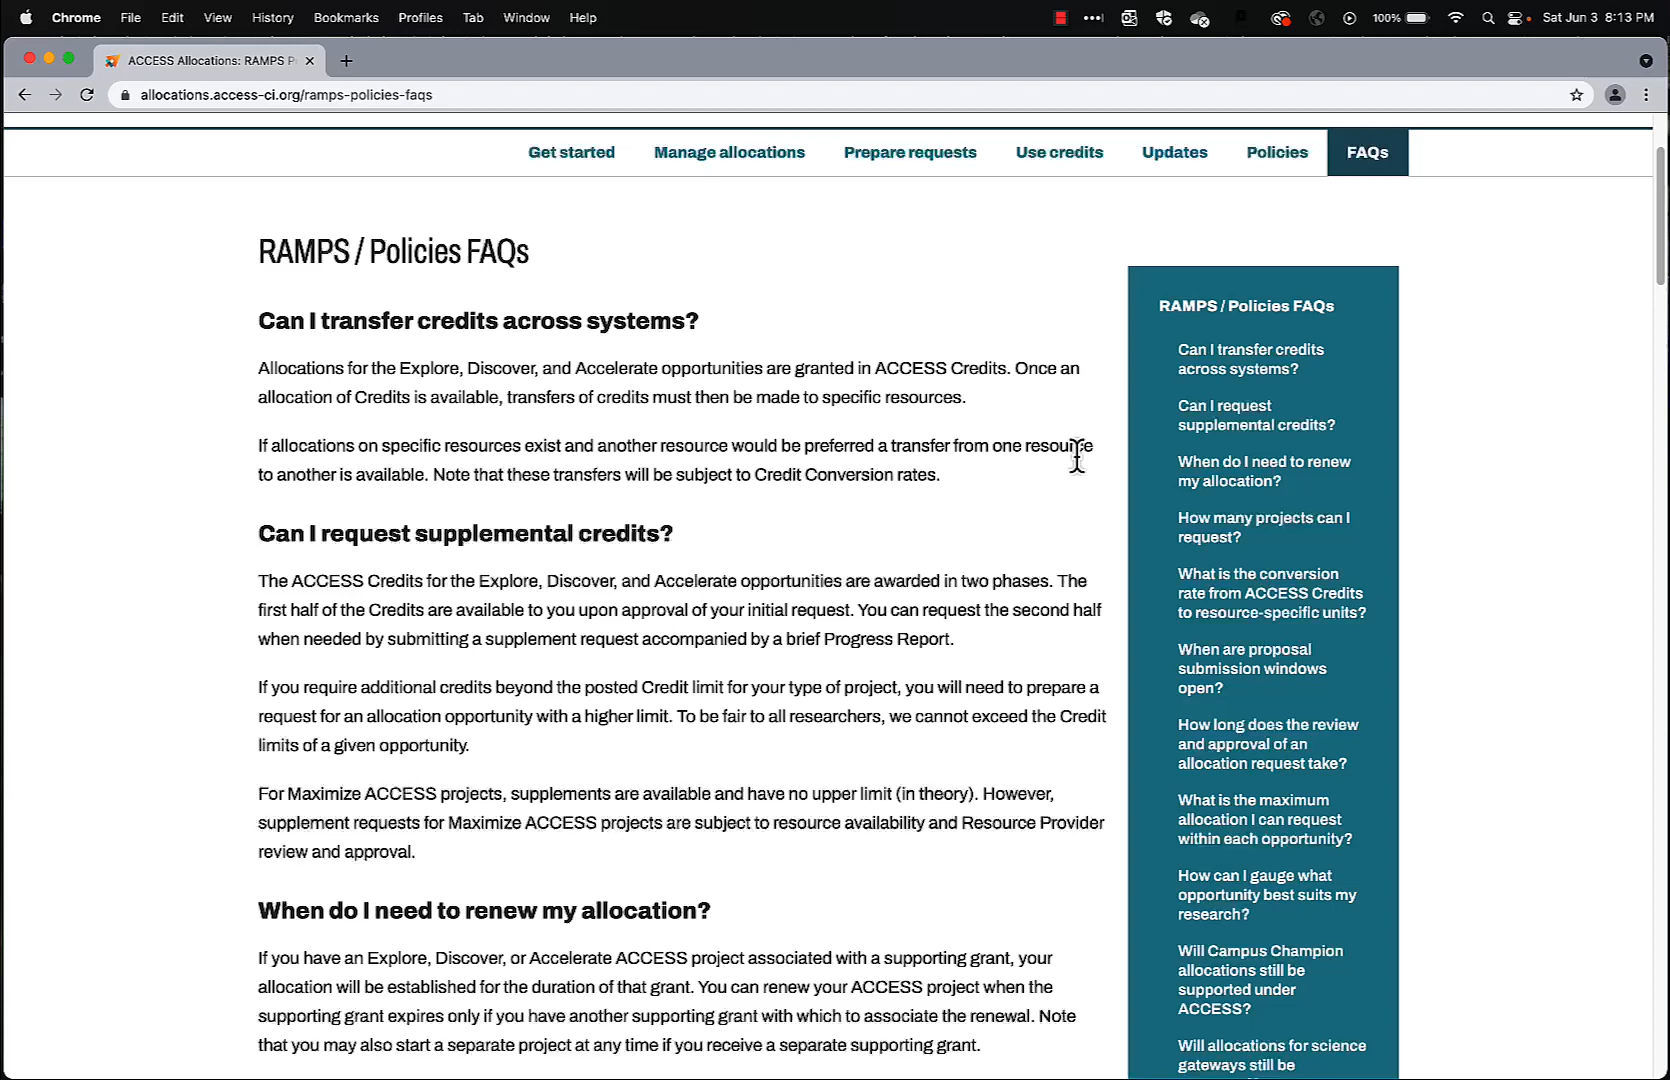 Chrome File Edit View History Bookmarks Profiles Tab Window Help 100% Sat Jun 3 8:13 PM
ACCESS Allocations: RAMPS P
allocations.access-ci.org/ramps-policies-faqs
Get started Manage allocations Prepare requests Use credits Updates Policies FAQs
RAMPS / Policies FAQs
Can I transfer credits across systems?
Allocations for the Explore, Discover, and Accelerate opportunities are granted in ACCESS Credits. Once an
allocation of Credits is available, transfers of credits must then be made to specific resources.
If allocations on specific resources exist and another resource would be preferred a transfer from one resource
to another is available. Note that these transfers will be subject to Credit Conversion rates.
Can I request supplemental credits?
The ACCESS Credits for the Explore, Discover, and Accelerate opportunities are awarded in two phases. The
first half of the Credits are available to you upon approval of your initial request. You can request the second half
when needed by submitting a supplement request accompanied by a brief Progress Report.
If you require additional credits beyond the posted Credit limit for your type of project, you will need to prepare a
request for an allocation opportunity with a higher limit. To be fair to all researchers, we cannot exceed the Credit
limits of a given opportunity.
For Maximize ACCESS projects, supplements are available and have no upper limit (in theory). However,
supplement requests for Maximize ACCESS projects are subject to resource availability and Resource Provider
review and approval.
When do I need to renew my allocation?
If you have an Explore, Discover, or Accelerate ACCESS project associated with a supporting grant, your
allocation will be established for the duration of that grant. You can renew your ACCESS project when the
supporting grant expires only if you have another supporting grant with which to associate the renewal. Note
that you may also start a separate project at any time if you receive a separate supporting grant.
RAMPS / Policies FAQs
Can I transfer credits
across systems?
Can I request
supplemental credits?
When do I need to renew
my allocation?
How many projects can I
request?
What is the conversion
rate from ACCESS Credits
to resource-specific units?
When are proposal
submission windows
open?
How long does the review
and approval of an
allocation request take?
What is the maximum
allocation I can request
within each opportunity?
How can I gauge what
opportunity best suits my
research?
Will Campus Champion
allocations still be
supported under
ACCESS?
Will allocations for science
gateways still be